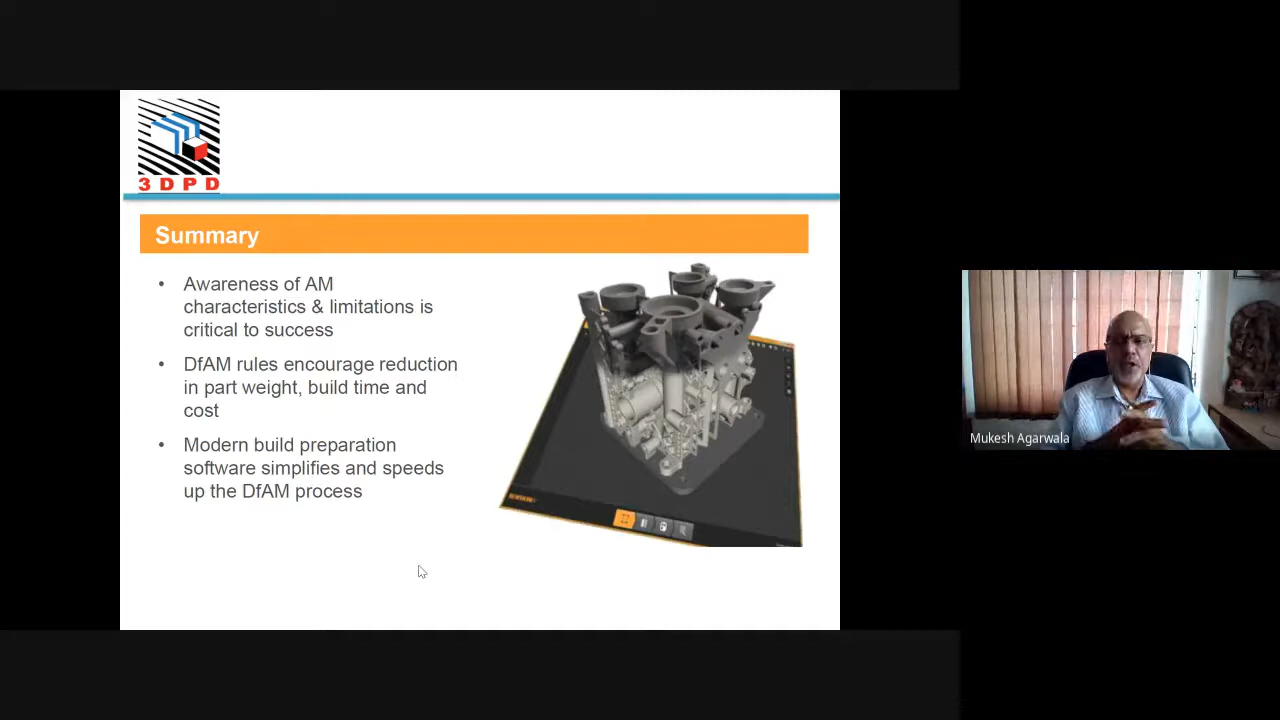 3DPD
Summary
• Awareness of AM
characteristics & limitations is
critical to success
• DfAM rules encourage reduction
in part weight, build time and
cost
• Modern build preparation
software simplifies and speeds
up the DfAM process
Mukesh Agarwala